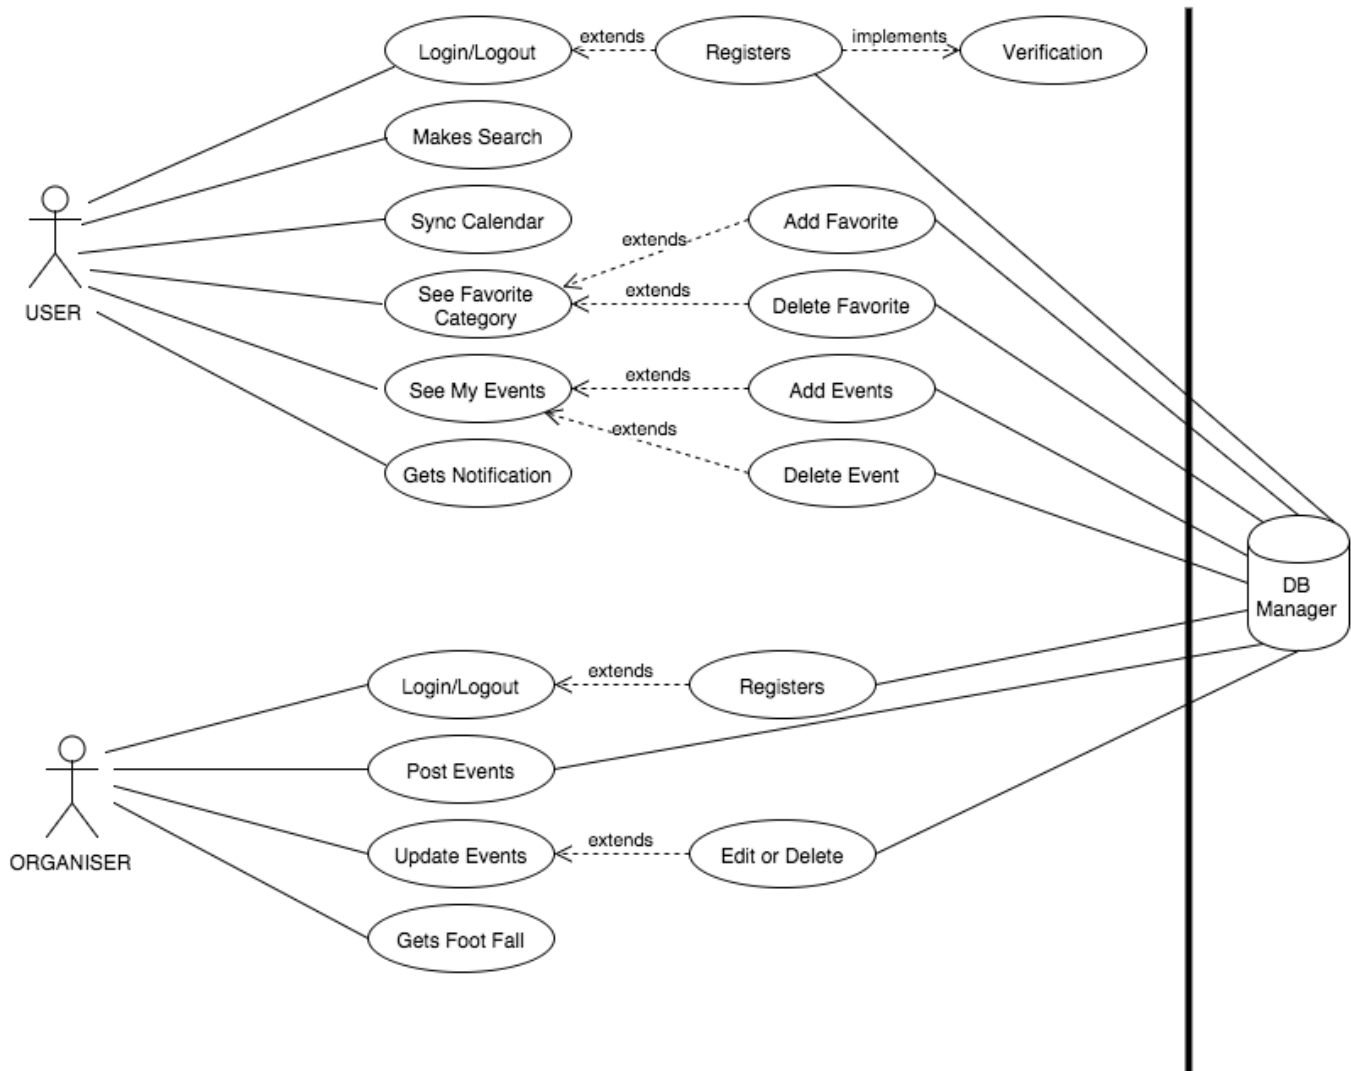 Login/Logout
extends
Registers
implements
Verification
Makes Search
USER
Sync Calendar
extends
Add Favorite
See Favorite
Category
extends
Delete Favorite
See My Events
extends
Add Events
extends
Gets Notification
Delete Event
DB
Manager
Login/Logout
extends
Registers
ORGANISER
Post Events
Update Events
extends
Edit or Delete
Gets Foot Fall